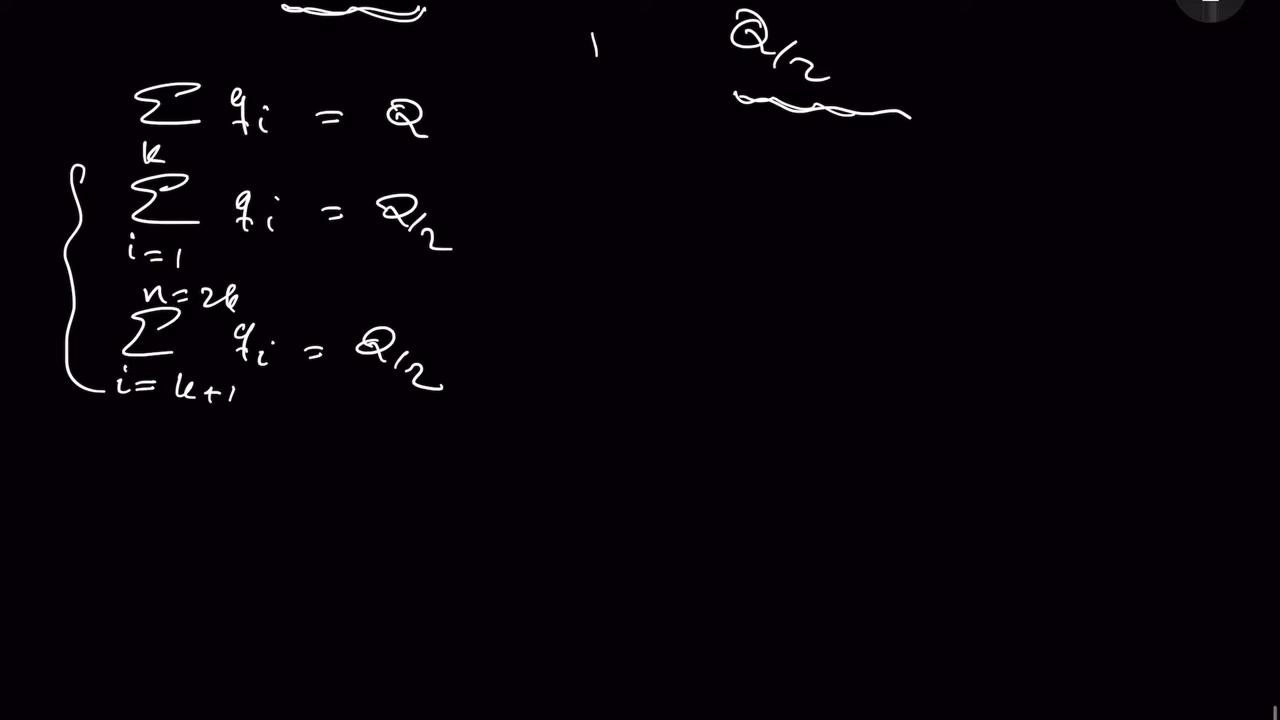 1 Q/2
Σ qi = Q
k
Σ qi = Q/2
i=1
n=2k
Σ qi = Q/2
i=k+1